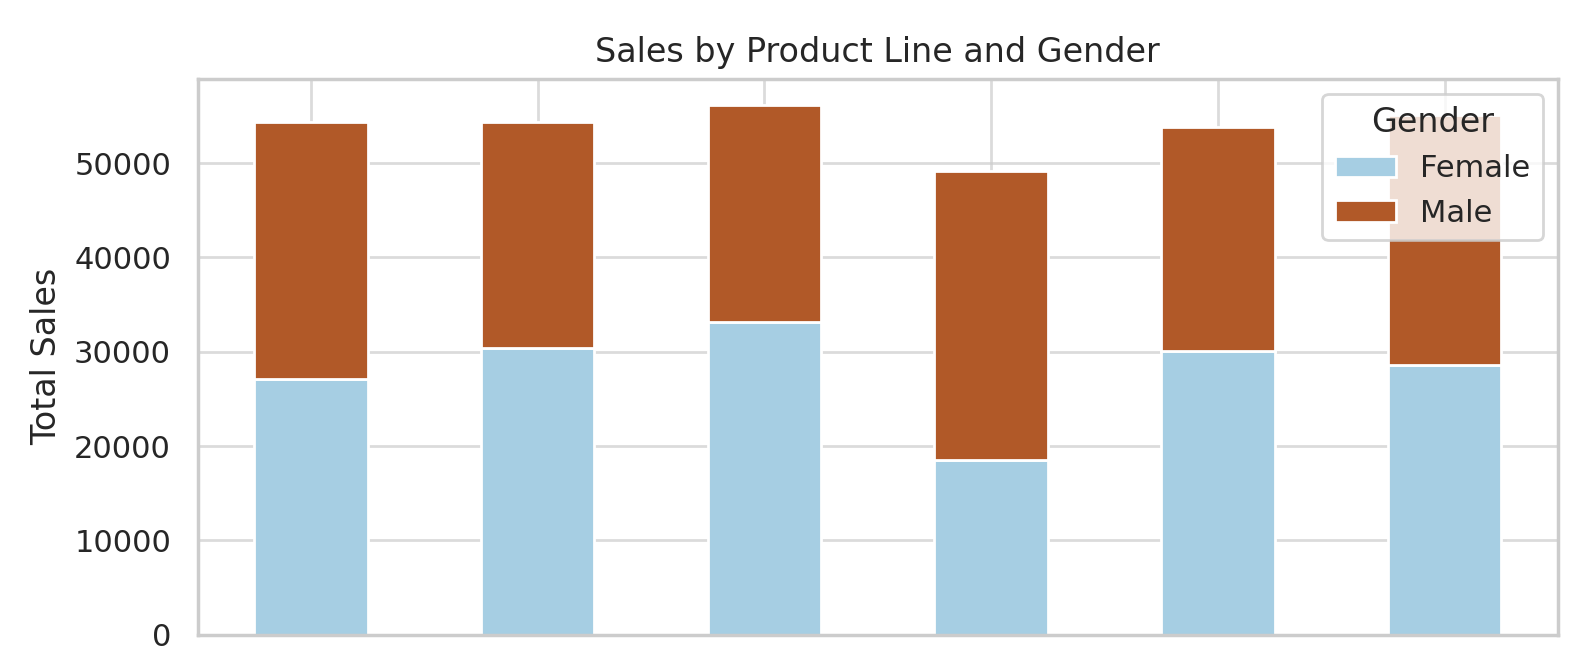 Sales by Product Line and Gender
Total Sales
50000
40000
30000
20000
10000
0
Gender
Female
Male